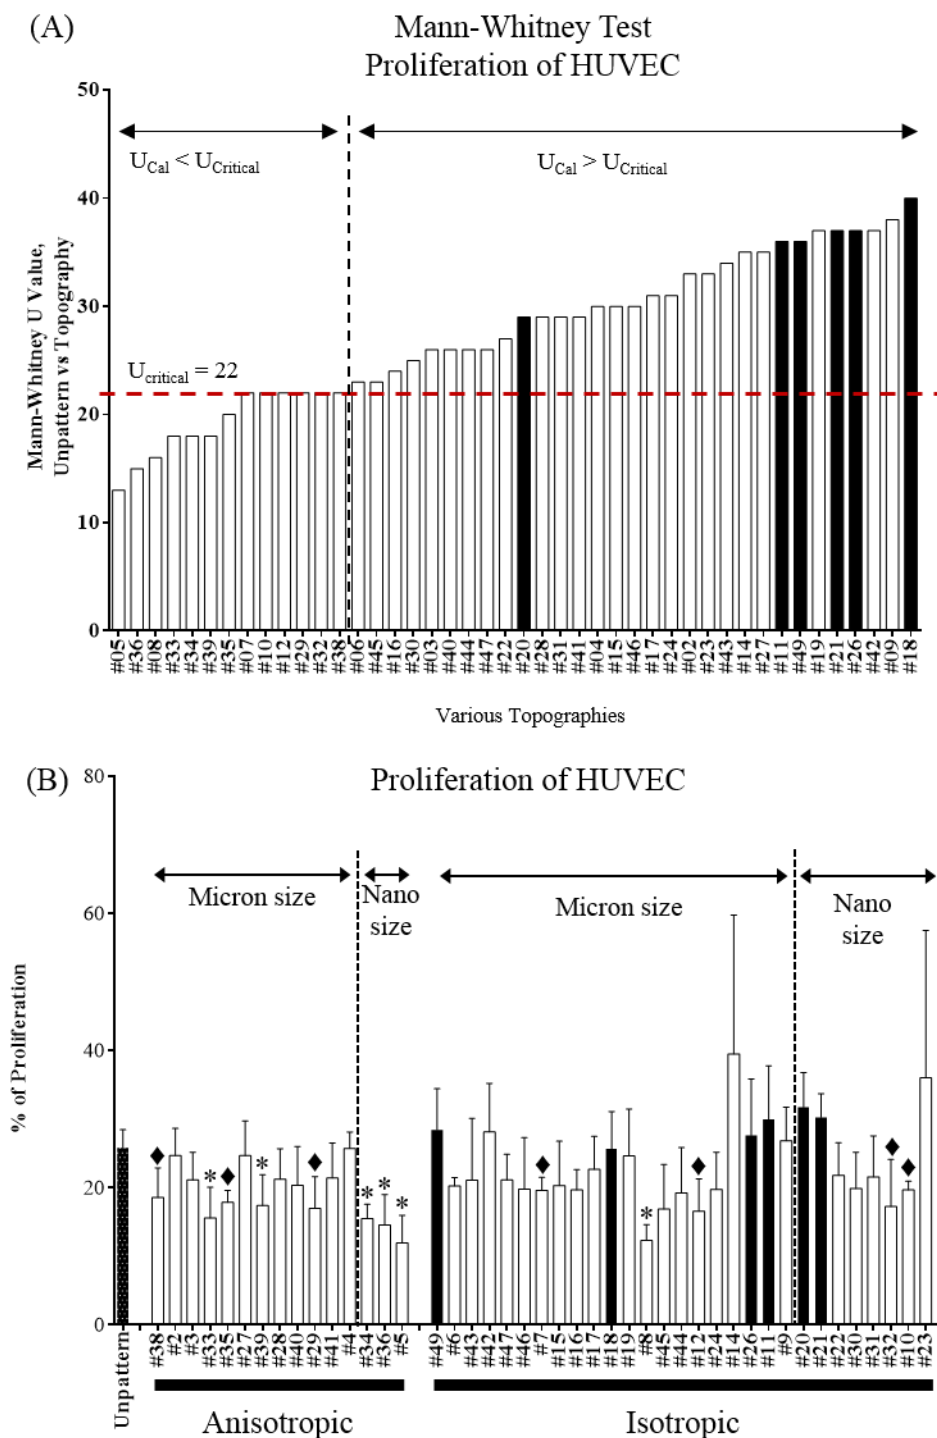 (A)
Mann-Whitney Test
Proliferation of HUVEC
Mann-Whitney U Value,
Unpattern vs Topography
50
40
30
20
10
0
U_Cal < U_Critical
U_Cal > U_Critical
U_critical = 22
#05 #36 #08 #33 #34 #39 #35 #07 #10 #12 #29 #32 #38 #06 #45 #16 #30 #03 #40 #44 #47 #22 #20 #28 #31 #41 #04 #15 #46 #17 #24 #02 #23 #43 #14 #27 #11 #49 #19 #21 #26 #42 #09 #18
Various Topographies
(B)
Proliferation of HUVEC
% of Proliferation
80
60
40
20
0
Micron size
Nano
size
Micron size
Nano
size
♦ * ♦ * ♦ * * * ♦ * ♦ ♦ ♦
Unpattern #38 #2 #3 #33 #35 #27 #39 #28 #40 #29 #41 #4 #34 #36 #5 #49 #6 #43 #42 #47 #46 #7 #15 #16 #17 #18 #19 #8 #45 #44 #12 #24 #14 #26 #11 #9 #20 #21 #22 #30 #31 #32 #10 #23
Anisotropic
Isotropic